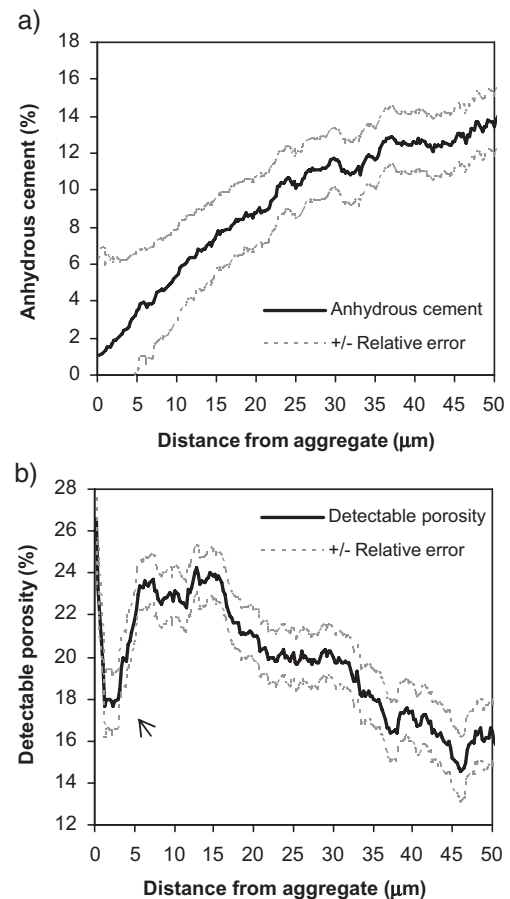 a)
18
16
14
12
10
8
6
4
2
0
Anhydrous cement (%)
Anhydrous cement
+/- Relative error
0 5 10 15 20 25 30 35 40 45 50
Distance from aggregate (μm)
b)
28
26
24
22
20
18
16
14
12
Detectable porosity (%)
Detectable porosity
+/- Relative error
0 5 10 15 20 25 30 35 40 45 50
Distance from aggregate (μm)